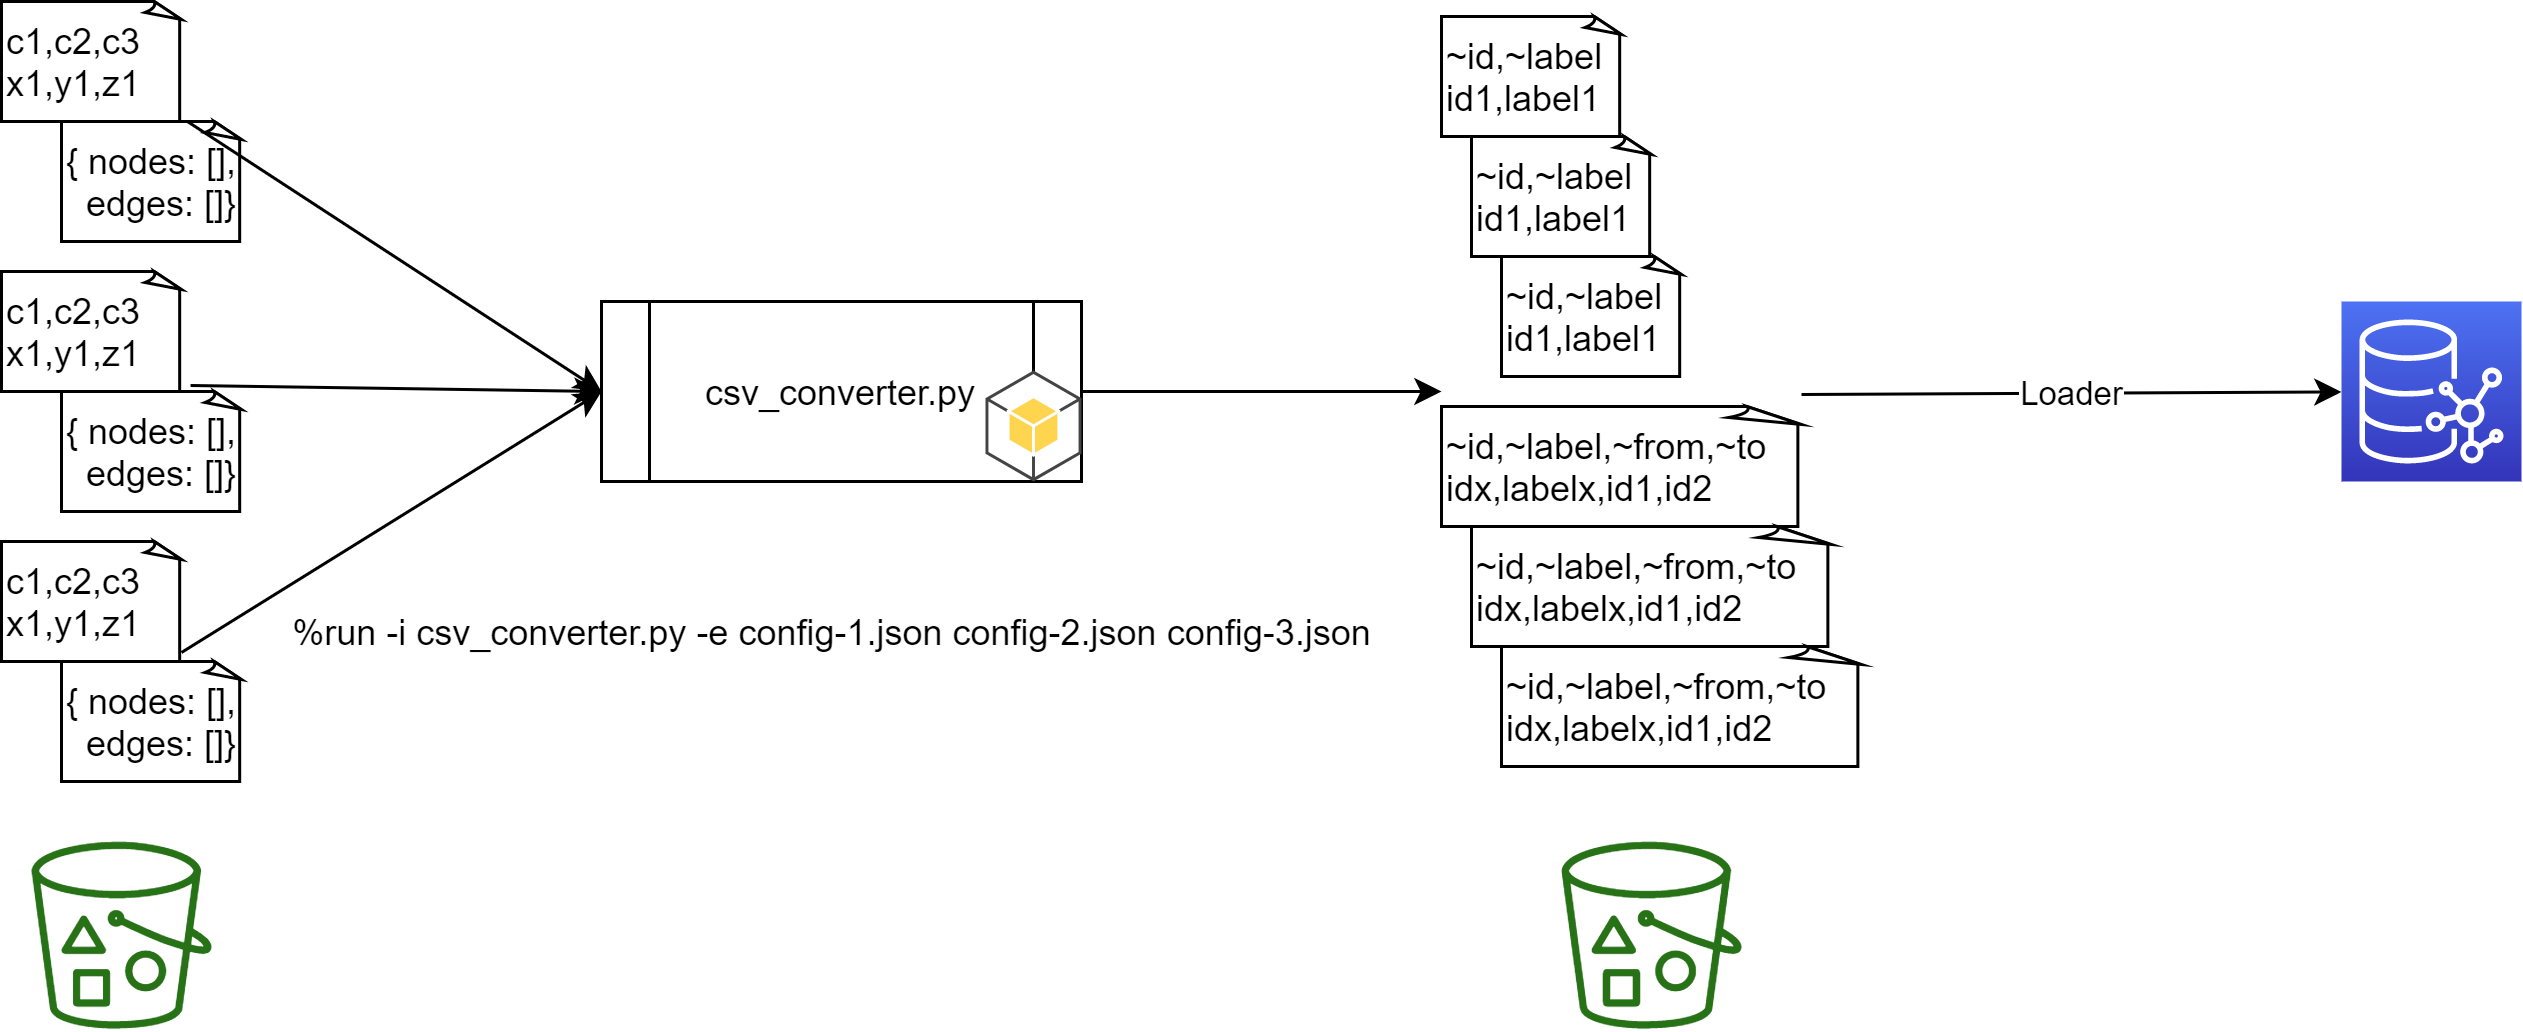 c1,c2,c3
x1,y1,z1
{ nodes: [],
edges: []}
c1,c2,c3
x1,y1,z1
{ nodes: [],
edges: []}
c1,c2,c3
x1,y1,z1
{ nodes: [],
edges: []}
csv_converter.py
%run -i csv_converter.py -e config-1.json config-2.json config-3.json
~id,~label
id1,label1
~id,~label
id1,label1
~id,~label
id1,label1
~id,~label,~from,~to
idx,labelx,id1,id2
~id,~label,~from,~to
idx,labelx,id1,id2
~id,~label,~from,~to
idx,labelx,id1,id2
Loader